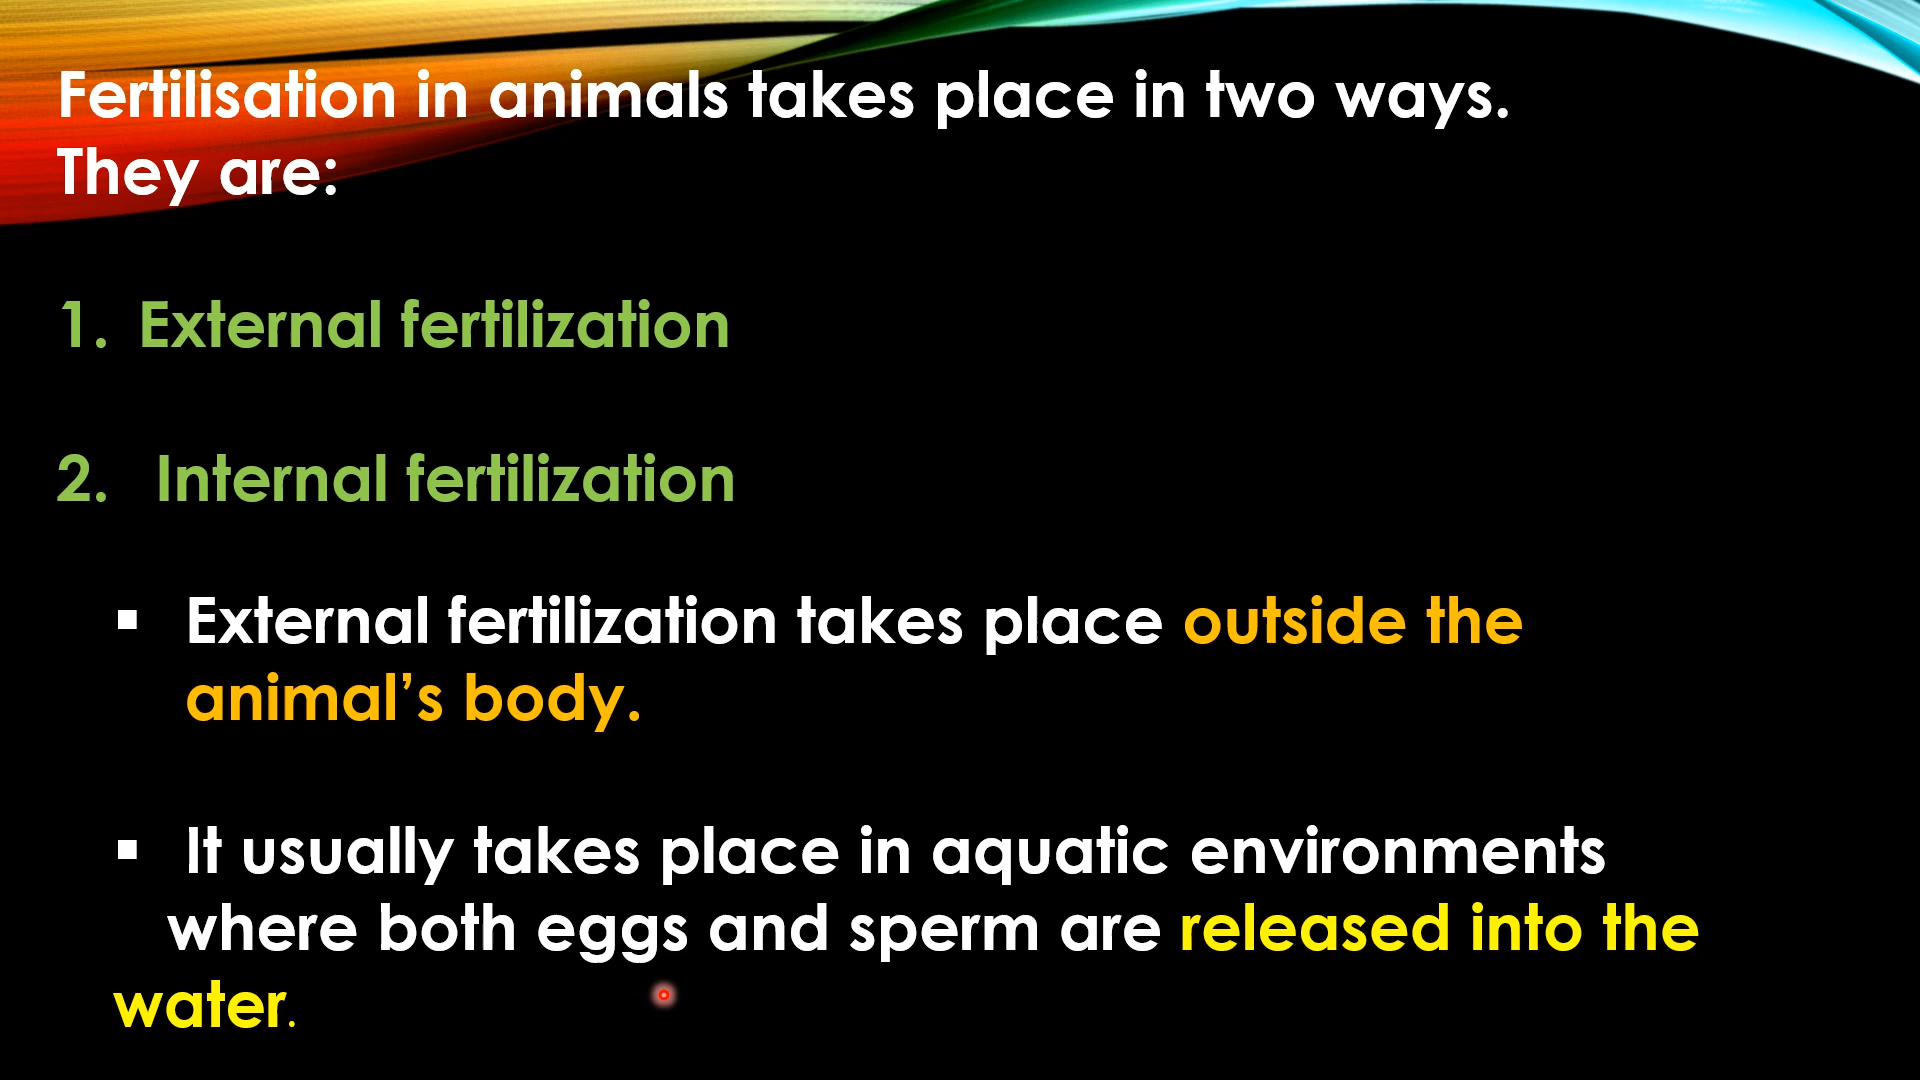 Fertilisation in animals takes place in two ways.
They are:
1. External fertilization
2. Internal fertilization
▪ External fertilization takes place outside the
animal’s body.
▪ It usually takes place in aquatic environments
where both eggs and sperm are released into the
water.